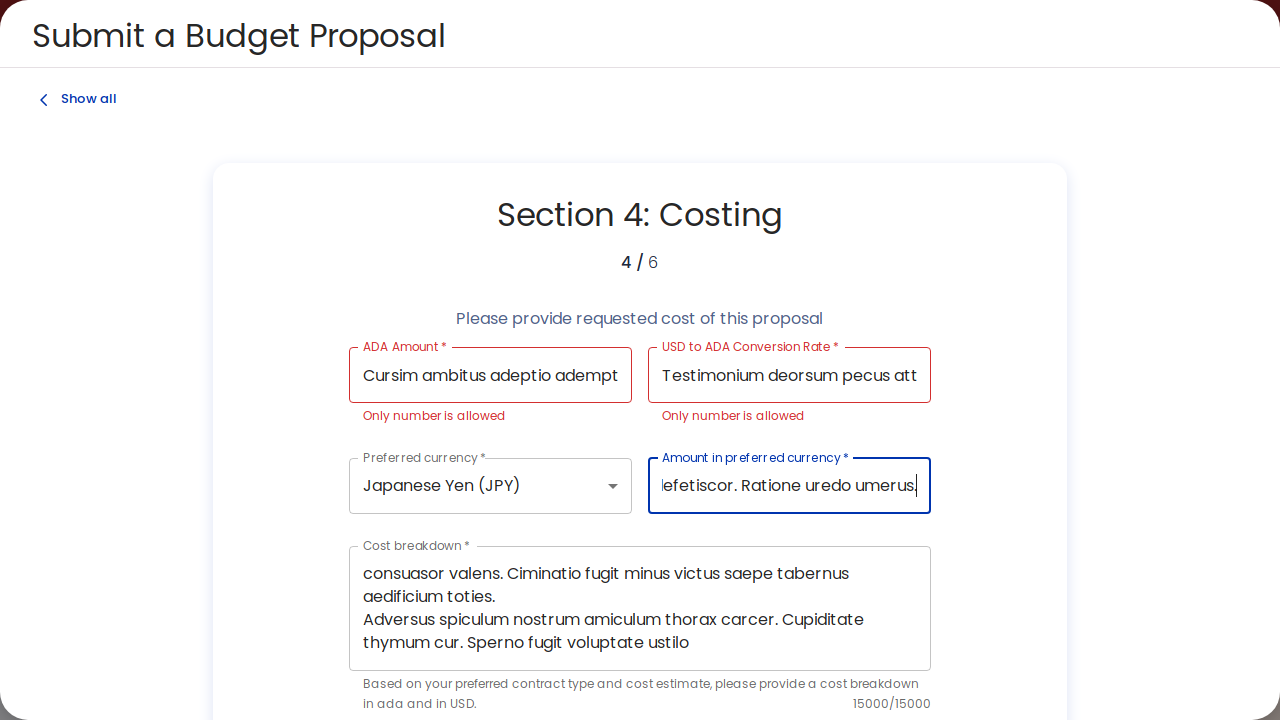 Submit a Budget Proposal
Show all
Section 4: Costing
4 / 6
Please provide requested cost of this proposal
ADA Amount *
USD to ADA Conversion Rate *
Cursim ambitus adeptio adempt
Testimonium deorsum pecus att
Only number is allowed
Only number is allowed
Preferred currency *
Amount in preferred currency *
Japanese Yen (JPY)
lefetiscor. Ratione uredo umerus.
Cost breakdown *
consuasor valens. Ciminatio fugit minus victus saepe tabernus
aedificium toties.
Adversus spiculum nostrum amiculum thorax carcer. Cupiditate
thymum cur. Sperno fugit voluptate ustilo
Based on your preferred contract type and cost estimate, please provide a cost breakdown
in ada and in USD.
15000/15000